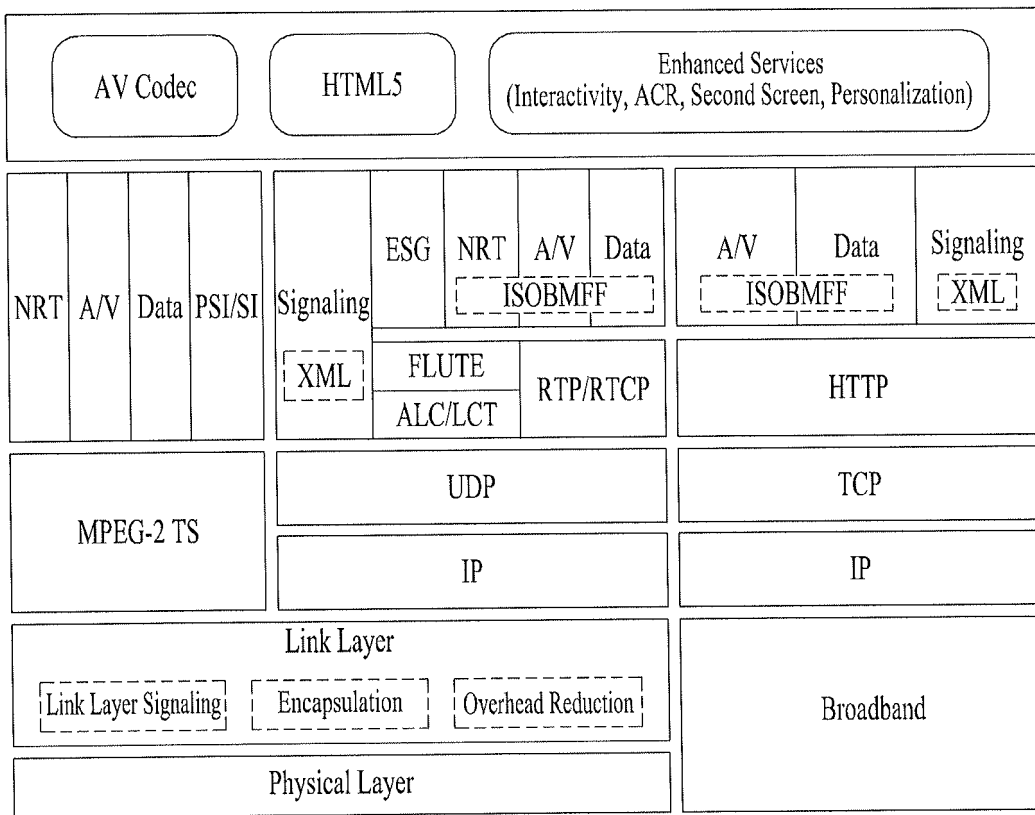 AV Codec
HTML5
Enhanced Services
(Interactivity, ACR, Second Screen, Personalization)
NRT
A/V
Data
PSI/SI
Signaling
XML
ESG
NRT
A/V
Data
ISOBMFF
FLUTE
ALC/LCT
RTP/RTCP
A/V
Data
ISOBMFF
Signaling
XML
HTTP
MPEG-2 TS
UDP
IP
TCP
IP
Link Layer
Link Layer Signaling
Encapsulation
Overhead Reduction
Physical Layer
Broadband